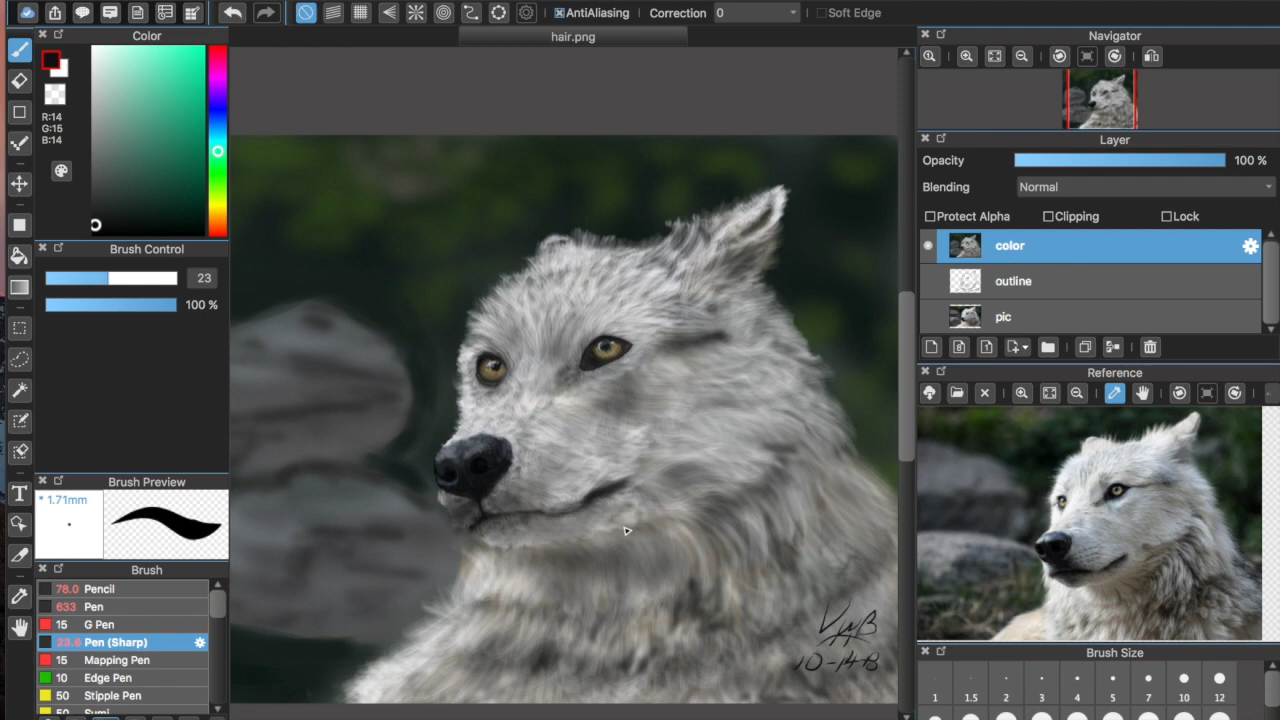 AntiAliasing Correction 0 Soft Edge
Color
hair.png
Navigator
R:14
G:15
B:14
Layer
Opacity 100 %
Blending Normal
Protect Alpha Clipping Lock
color
outline
pic
Brush Control
23
100 %
Reference
Brush Preview
* 1.71mm
Brush
78.0 Pencil
633 Pen
15 G Pen
23.6 Pen (Sharp)
15 Mapping Pen
10 Edge Pen
50 Stipple Pen
50 Sumi
10-14-18
Brush Size
1 1.5 2 3 4 5 7 10 12